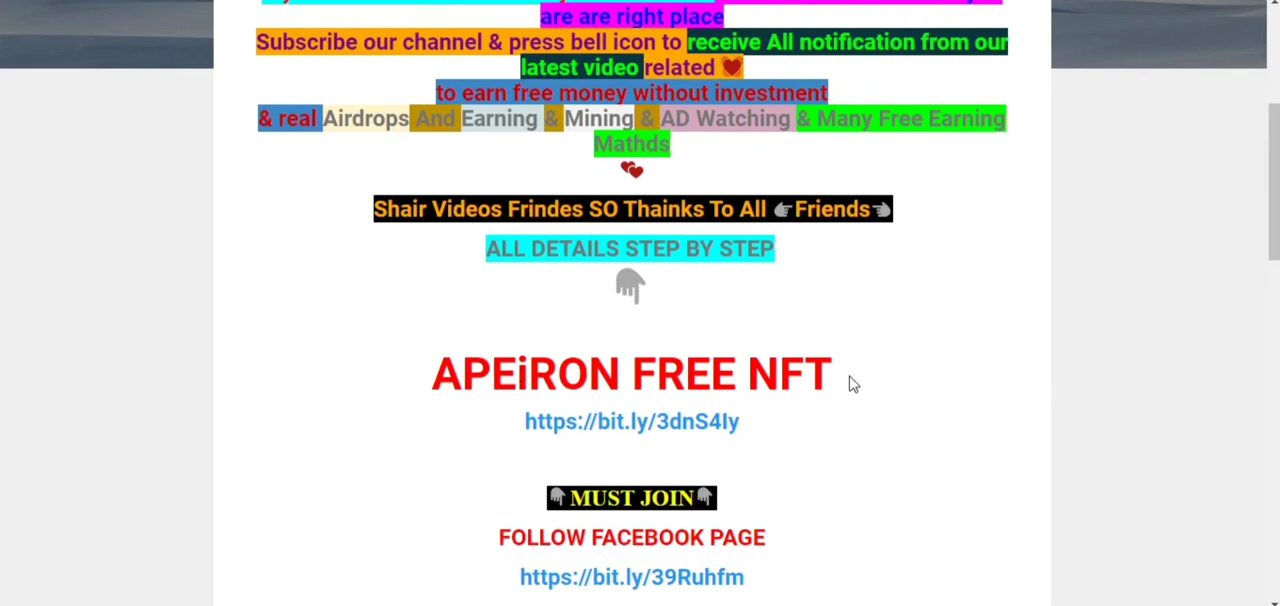 are are right place
Subscribe our channel & press bell icon to receive All notification from our
latest video related
to earn free money without investment
& real Airdrops And Earning & Mining & AD Watching & Many Free Earning
Mathds
Shair Videos Frindes SO Thainks To All Friends
ALL DETAILS STEP BY STEP
APEiRON FREE NFT
https://bit.ly/3dnS4Iy
MUST JOIN
FOLLOW FACEBOOK PAGE
https://bit.ly/39Ruhfm